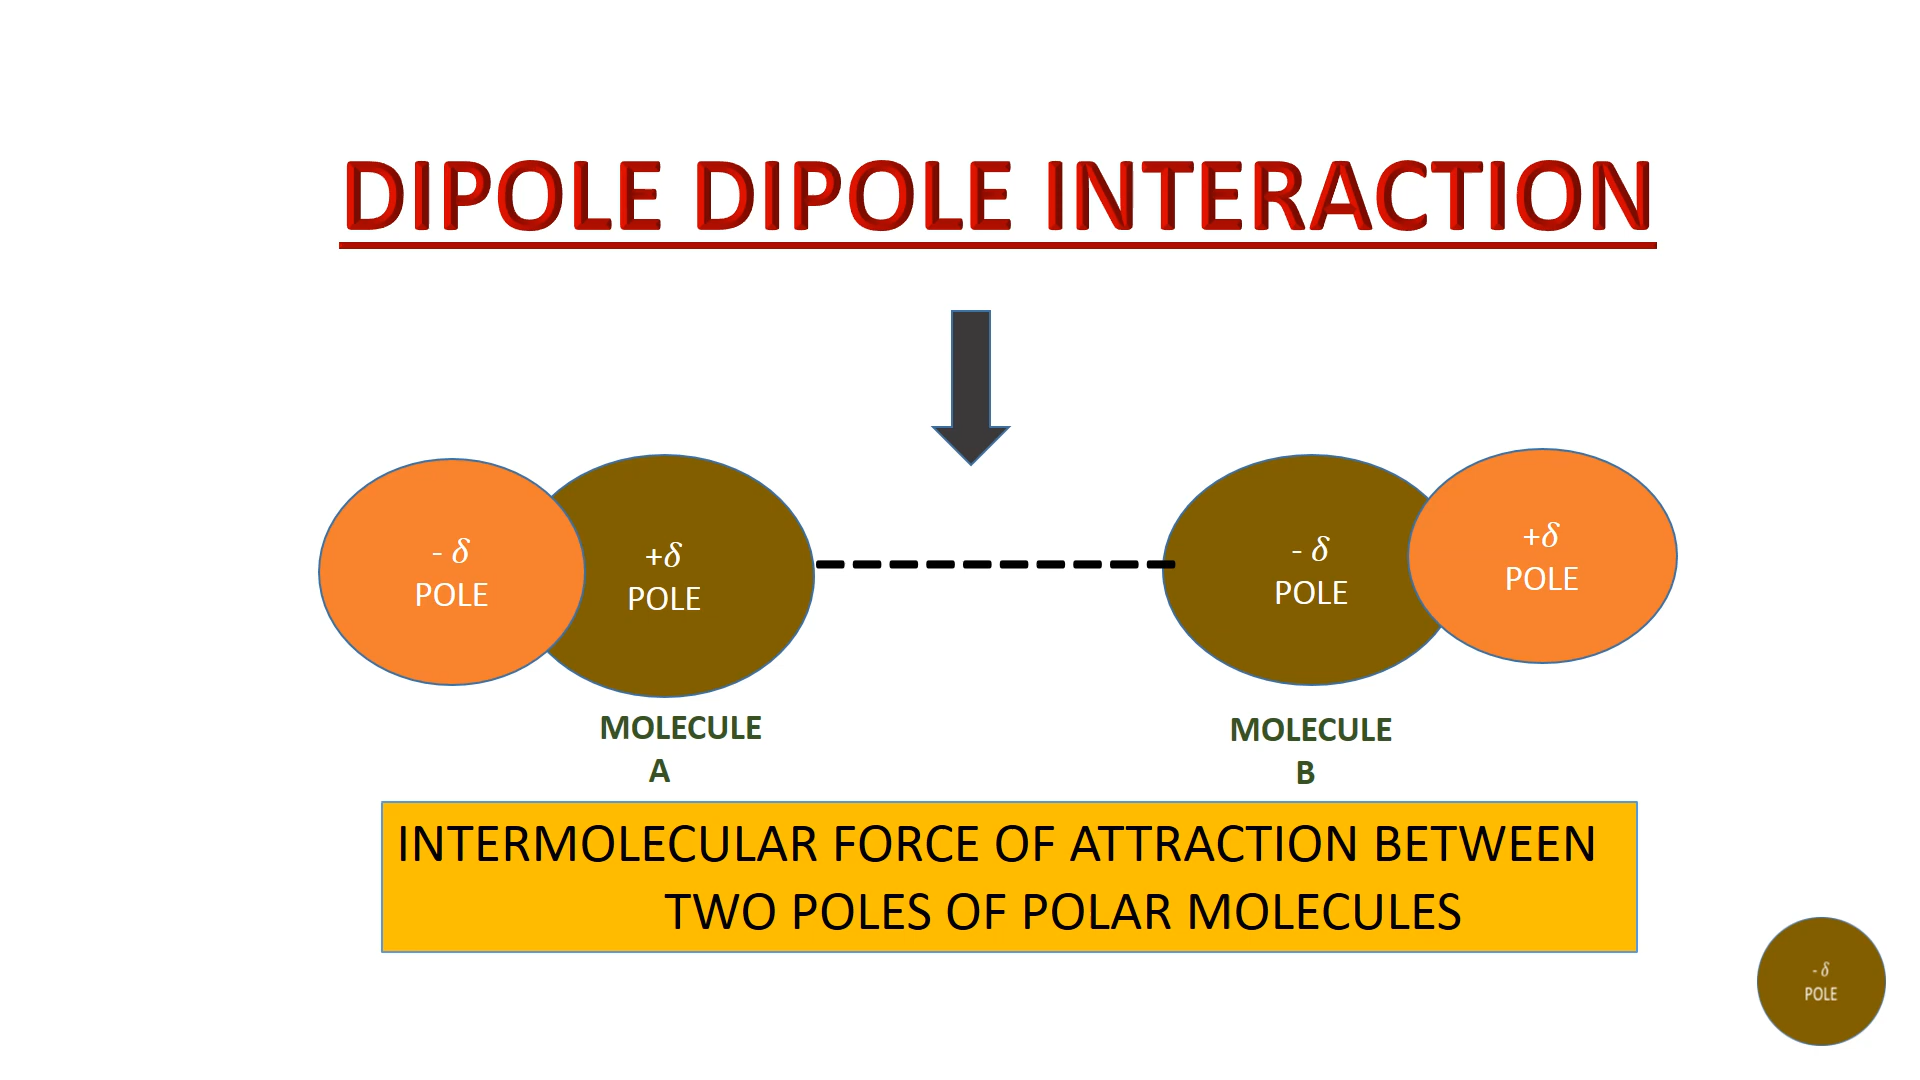 DIPOLE DIPOLE INTERACTION
- δ
POLE
+δ
POLE
- δ
POLE
+δ
POLE
MOLECULE
A
MOLECULE
B
INTERMOLECULAR FORCE OF ATTRACTION BETWEEN
TWO POLES OF POLAR MOLECULES
- δ
POLE